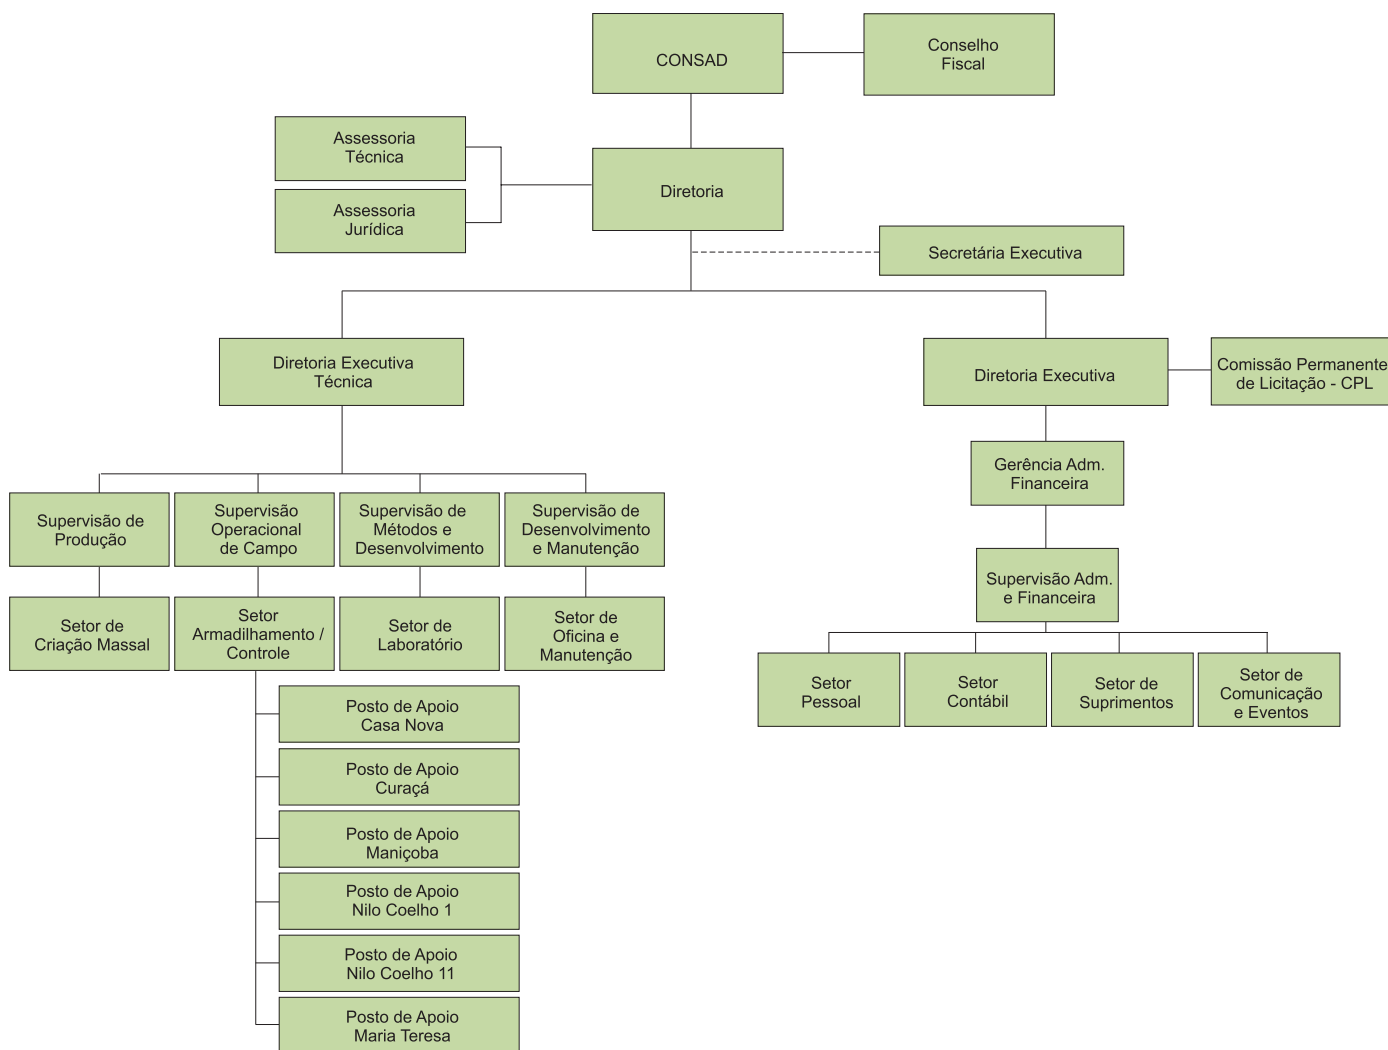 CONSAD
Conselho
Fiscal
Assessoria
Técnica
Assessoria
Jurídica
Diretoria
Secretária Executiva
Diretoria Executiva
Técnica
Diretoria Executiva
Comissão Permanente
de Licitação - CPL
Gerência Adm.
Financeira
Supervisão de
Produção
Supervisão
Operacional
de Campo
Supervisão de
Métodos e
Desenvolvimento
Supervisão de
Desenvolvimento
e Manutenção
Supervisão Adm.
e Financeira
Setor de
Criação Massal
Setor
Armadilhamento /
Controle
Setor de
Laboratório
Setor de
Oficina e
Manutenção
Setor
Pessoal
Setor
Contábil
Setor de
Suprimentos
Setor de
Comunicação
e Eventos
Posto de Apoio
Casa Nova
Posto de Apoio
Curaçá
Posto de Apoio
Maniçoba
Posto de Apoio
Nilo Coelho 1
Posto de Apoio
Nilo Coelho 11
Posto de Apoio
Maria Teresa